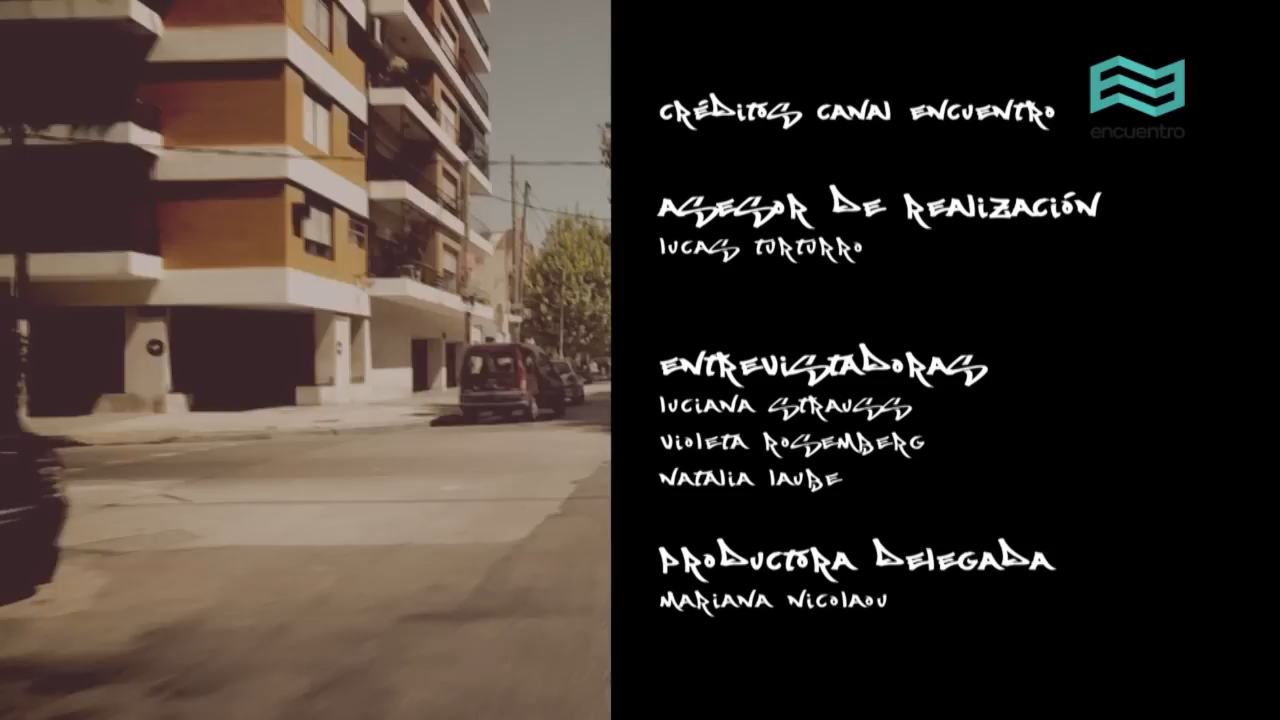 CRÉDITOS CANAL ENCUENTRO
encuentro
ASESOR DE REALIZACIÓN
LUCAS TURTURRO
ENTREVISTADORAS
LUCIANA STRAUSS
VIOLETA ROSEMBERG
NATALIA LAUBE
PRODUCTORA DELEGADA
MARIANA NICOLAOU